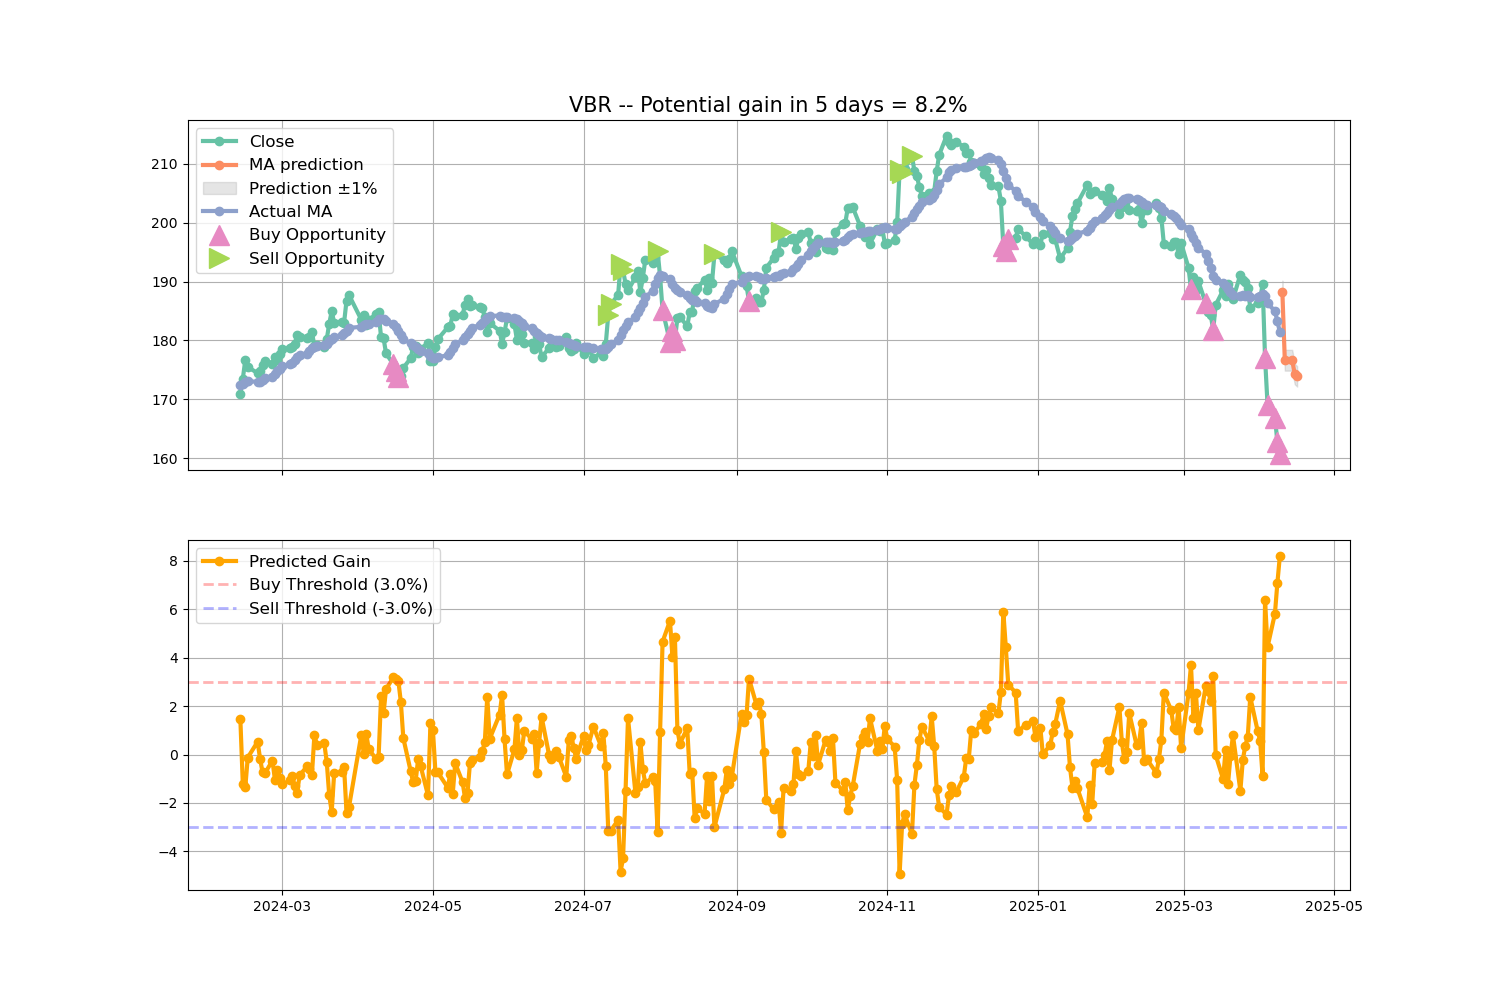 VBR -- Potential gain in 5 days = 8.2%
Close
MA prediction
Prediction ±1%
Actual MA
Buy Opportunity
Sell Opportunity
210
200
190
180
170
160
Predicted Gain
Buy Threshold (3.0%)
Sell Threshold (-3.0%)
8
6
4
2
0
−2
−4
2024-03
2024-05
2024-07
2024-09
2024-11
2025-01
2025-03
2025-05